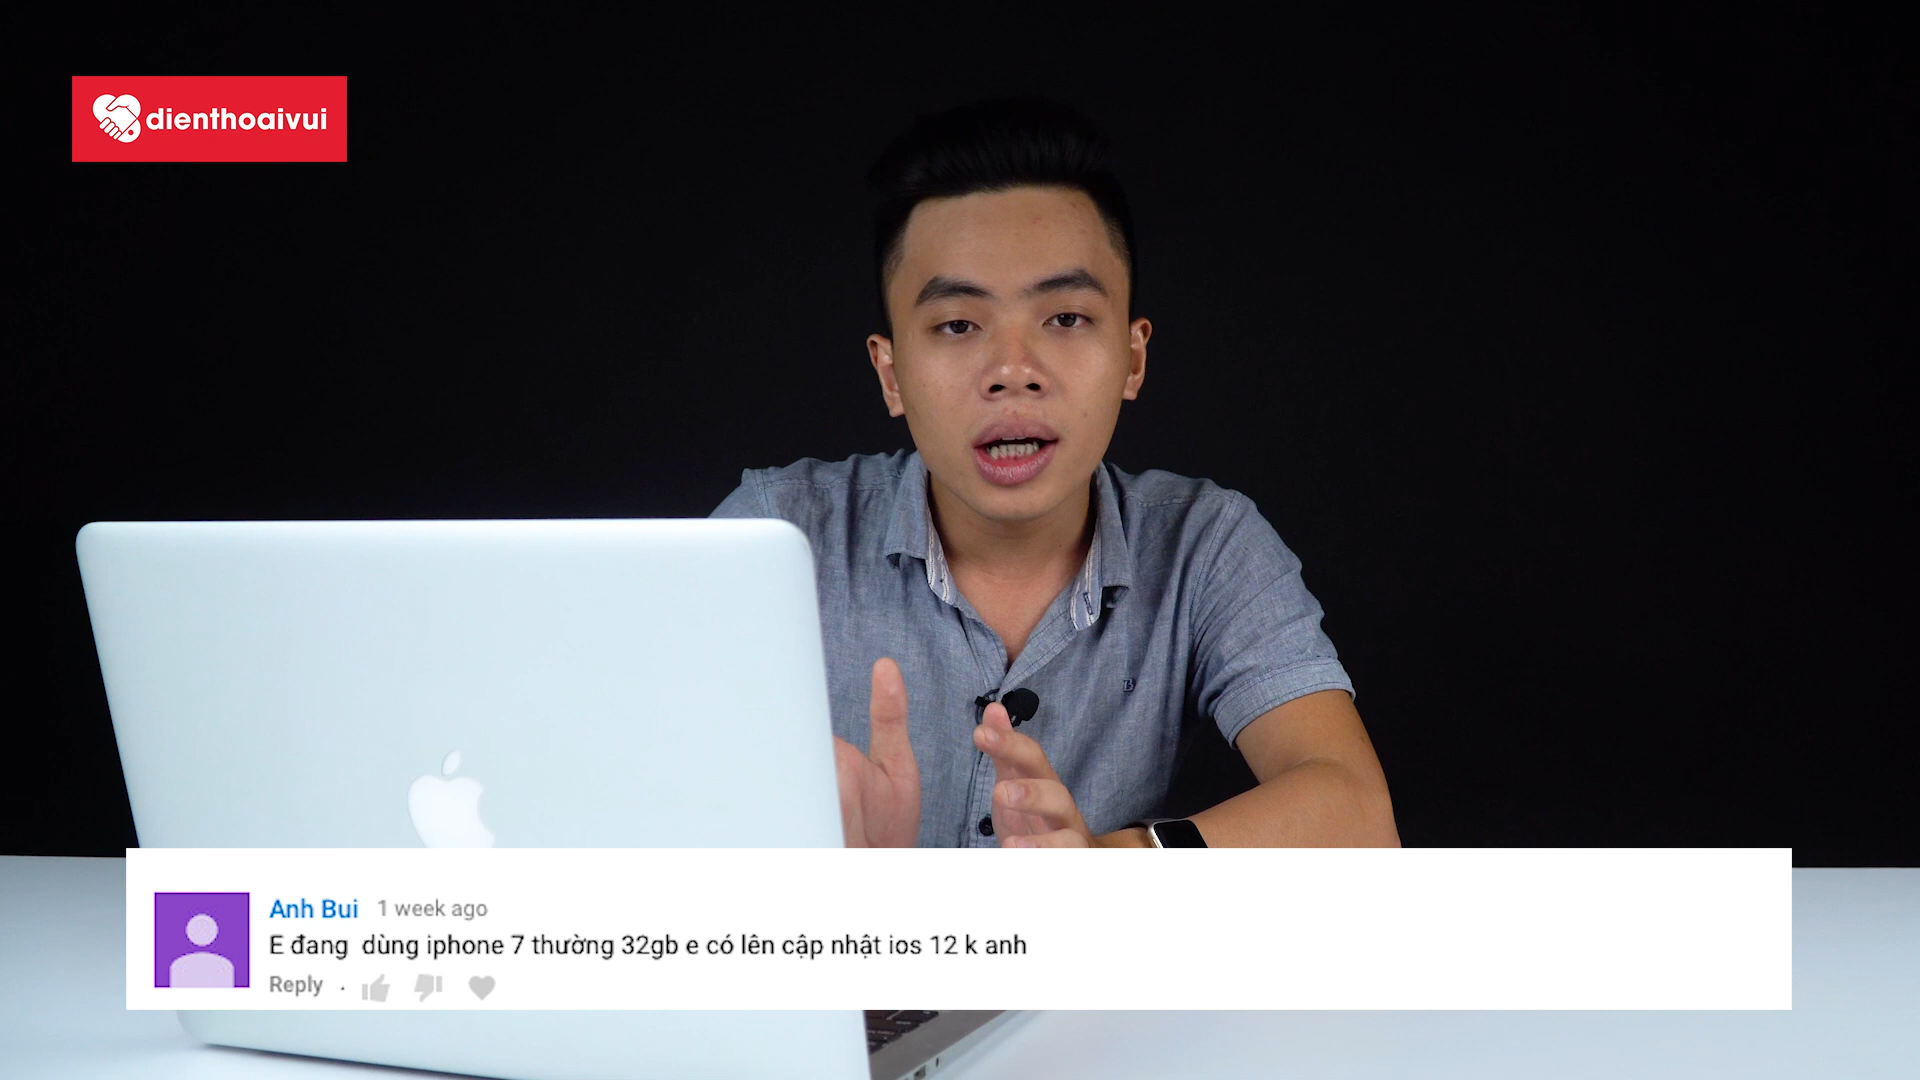 dienthoaivui
B
Anh Bui 1 week ago
E đang dùng iphone 7 thường 32gb e có lên cập nhật ios 12 k anh
Reply .